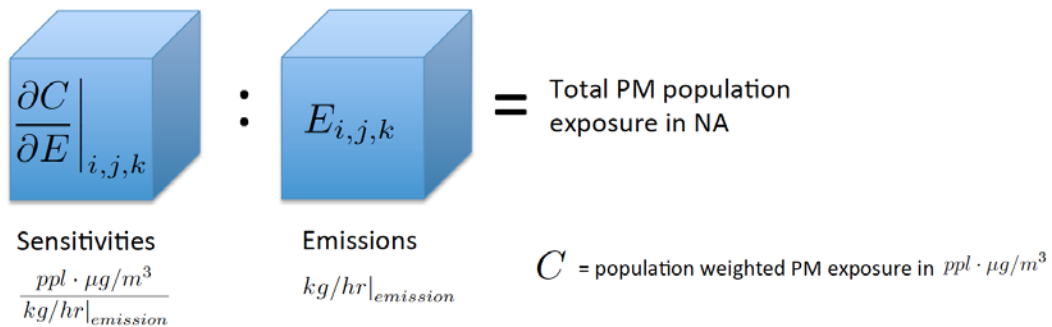 ∂C/∂E|i,j,k : E_{i,j,k} = Total PM population
exposure in NA
Sensitivities
ppl · μg/m³
kg/hr|emission
Emissions
kg/hr|emission
C = population weighted PM exposure in ppl · μg/m³